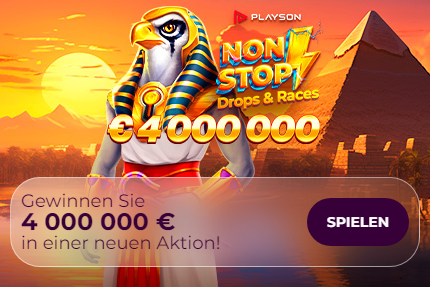 PLAYSON
NON
STOP
Drops & Races
€4 000 000
Gewinnen Sie
4 000 000 €
in einer neuen Aktion!
SPIELEN